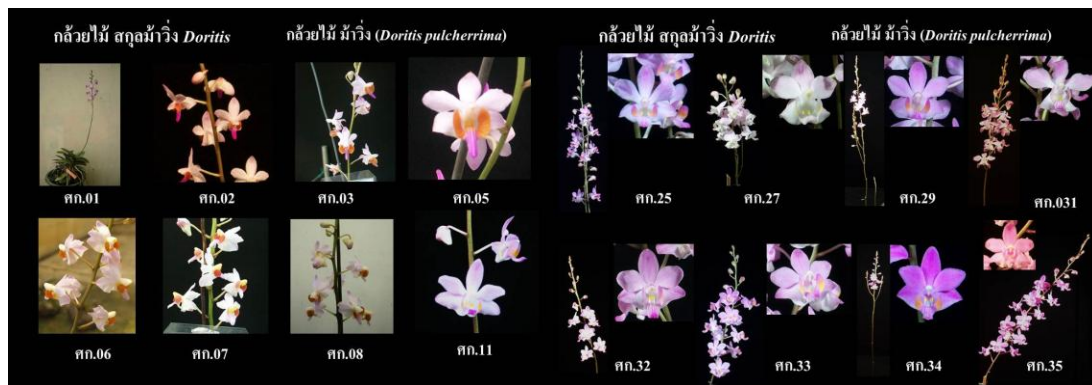 กล้วยไม้ สกุลม้าวิ่ง Doritis
กล้วยไม้ ม้าวิ่ง (Doritis pulcherrima)
ศก.01
ศก.02
ศก.03
ศก.05
ศก.06
ศก.07
ศก.08
ศก.11
กล้วยไม้ สกุลม้าวิ่ง Doritis
กล้วยไม้ ม้าวิ่ง (Doritis pulcherrima)
ศก.25
ศก.27
ศก.29
ศก.031
ศก.32
ศก.33
ศก.34
ศก.35